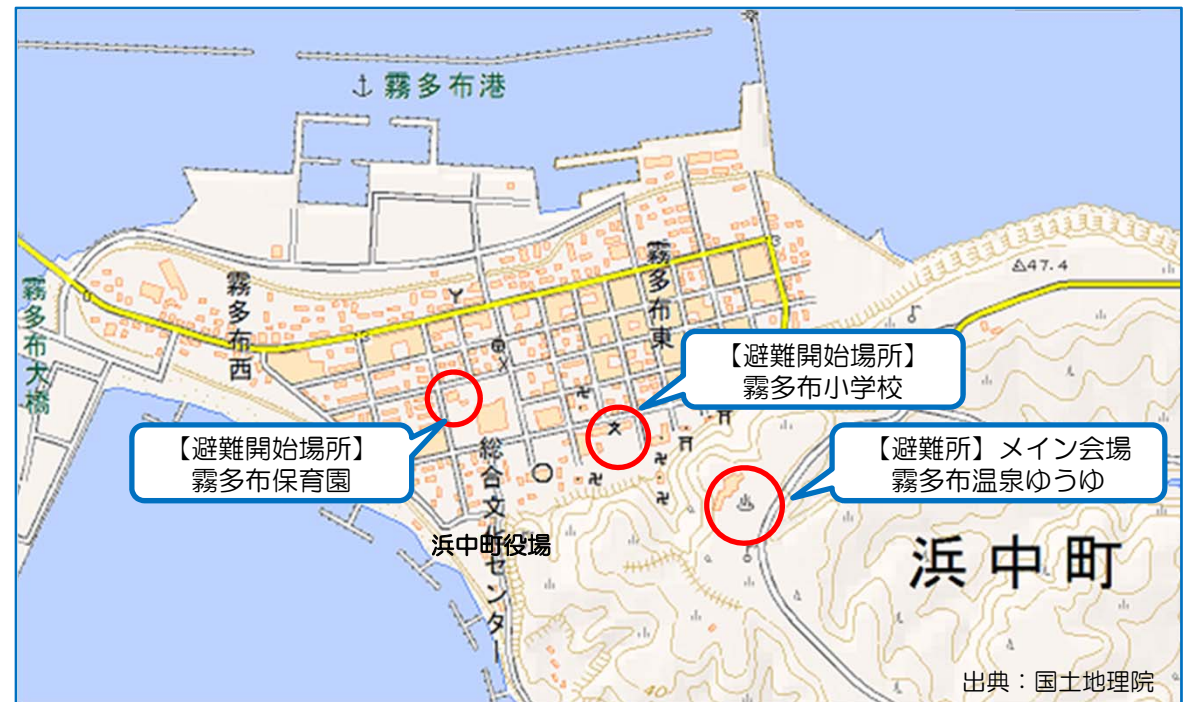 霧多布港
霧多布大橋
霧多布西
霧多布東
47.4
【避難開始場所】
霧多布小学校
【避難開始場所】
霧多布保育園
【避難所】メイン会場
霧多布温泉ゆうゆ
総合文化センター
浜中町役場
浜中町
40
出典：国土地理院